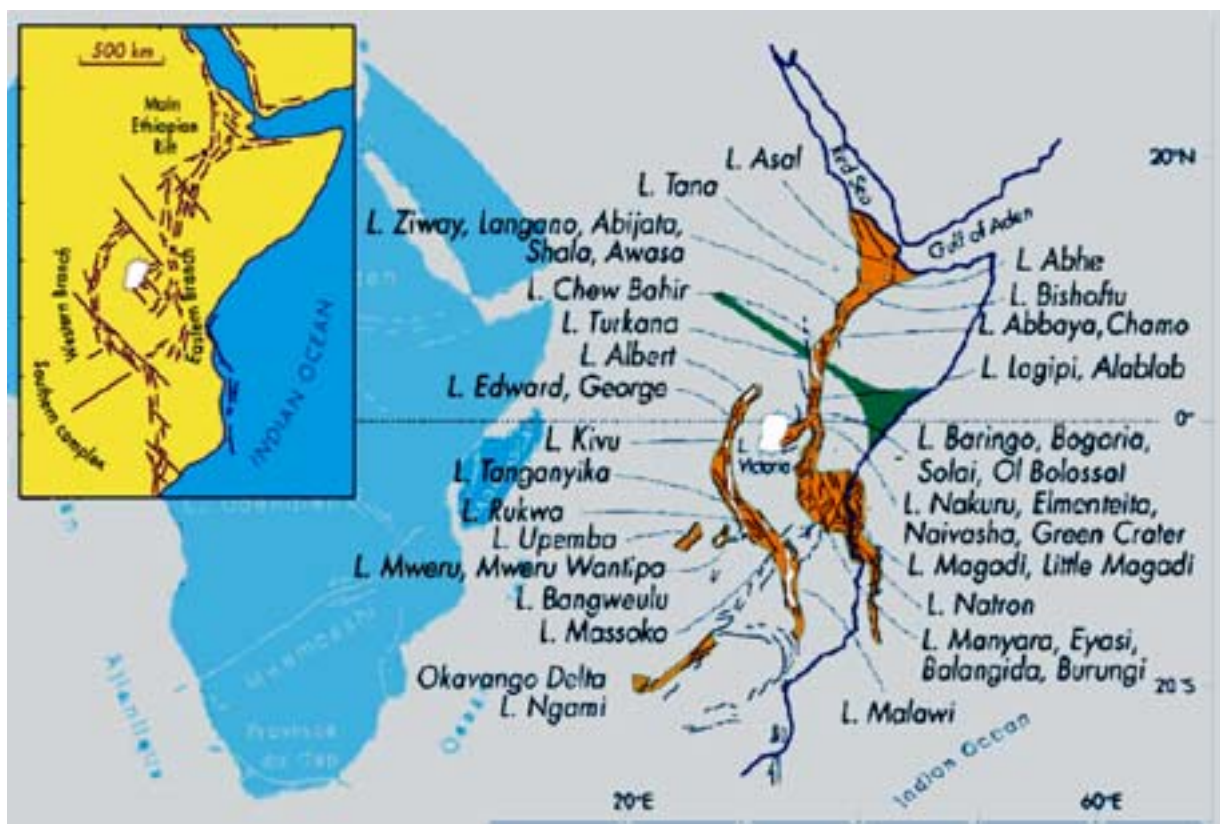 500 km
Main
Ethiopian
Rift
Western Branch
Eastern Branch
Southern complex
INDIAN OCEAN
L. Asal
Red Sea
20°N
L. Tana
Gulf of Aden
L. Ziway, Langano, Abijata,
Shala, Awasa
L. Abhe
L. Chew Bahir
L. Bishoftu
L. Turkana
L. Abbaya, Chamo
L. Albert
L. Logipi, Alablab
L. Edward, George
0°
L. Kivu
L.
Victoria
L. Baringo, Bogoria,
Solai, Ol Bolossat
L. Tanganyika
L. Rukwa
L. Nakuru, Elmenteita,
Naivasha, Green Crater
L. Upemba
L. Mweru, Mweru Wantipa
L. Magadi, Little Magadi
L. Bangweulu
L. Natron
L. Massoko
L. Manyara, Eyasi,
Balangida, Burungi
Okavango Delta
L. Ngami
20°S
L. Malawi
Indian Ocean
20°E
60°E
Atlantique
Province
du Cap